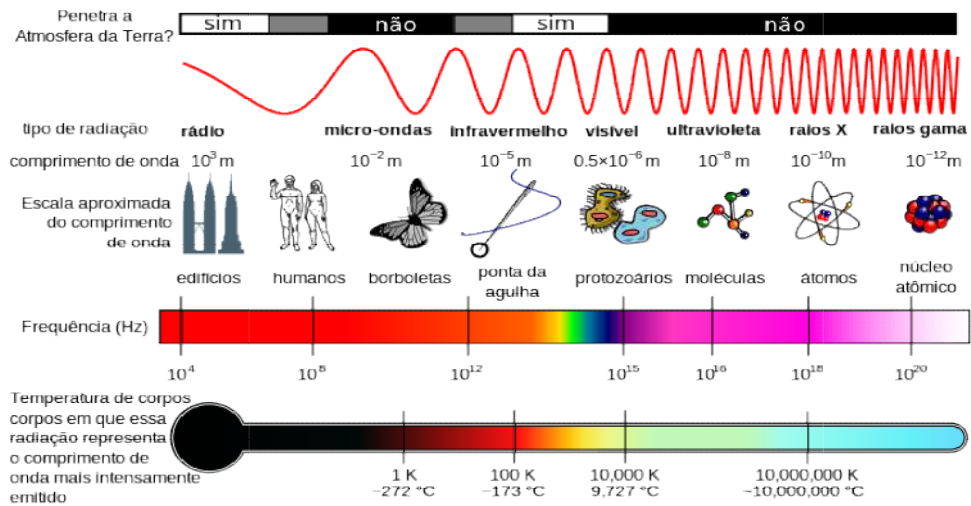 Penetra a
Atmosfera da Terra?
sim
não
sim
não
tipo de radiação
rádio
micro-ondas
infravermelho
visível
ultravioleta
raios X
raios gama
comprimento de onda
10³ m
10⁻² m
10⁻⁵ m
0.5×10⁻⁶ m
10⁻⁸ m
10⁻¹⁰ m
10⁻¹² m
Escala aproximada
do comprimento
de onda
edifícios
humanos
borboletas
ponta da
agulha
protozoários
moléculas
átomos
núcleo
atômico
Frequência (Hz)
10⁴
10⁸
10¹²
10¹⁵
10¹⁶
10¹⁸
10²⁰
Temperatura de corpos
corpos em que essa
radiação representa
o comprimento de
onda mais intensamente
emitido
1 K
−272 °C
100 K
−173 °C
10,000 K
9,727 °C
10,000,000 K
~10,000,000 °C